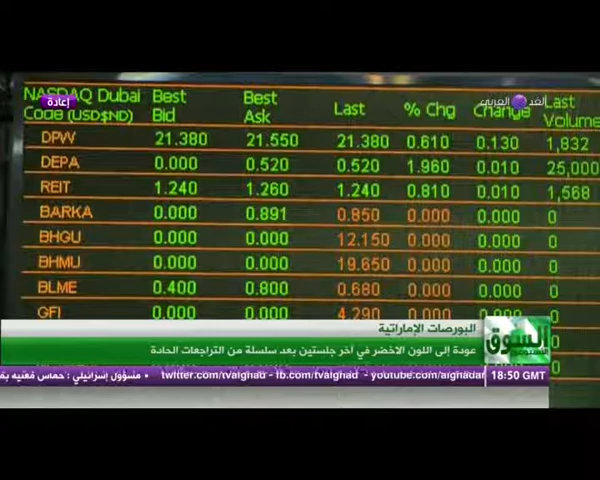 إعادة
الغد العربي
NASDAQ Dubai Best Best Last % Chg Change Last
Code (USD$ND) Bid Ask Volume
DPW 21.380 21.550 21.380 0.610 0.130 1,832
DEPA 0.000 0.520 0.520 1.960 0.010 25,000
REIT 1.240 1.260 1.240 0.810 0.010 1,568
BARKA 0.000 0.891 0.850 0.000 0.000 0
BHGU 0.000 0.000 12.150 0.000 0.000 0
BHMU 0.000 0.000 19.650 0.000 0.000 0
BLME 0.400 0.800 0.680 0.000 0.000 0
GFI 0.000 0.000 4.290 0.000 0.000 0
البورصات الإماراتية
السوق
عودة إلى اللون الاخضر في آخر جلستين بعد سلسلة من التراجعات الحادة
18:50 GMT youtube.com/alghad - fb.com/tvalghad - twitter.com/tvalghad • مسؤول إسرائيلي : حماس معنيه